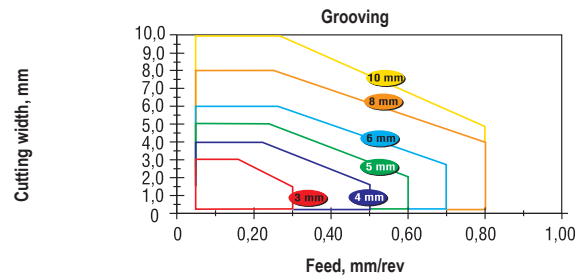 Grooving
Cutting width, mm
10,0
9,0
8,0
7,0
6,0
5,0
4,0
3,0
2,0
1,0
0
10 mm
8 mm
6 mm
5 mm
3 mm
4 mm
0
0,20
0,40
0,60
0,80
1,00
Feed, mm/rev